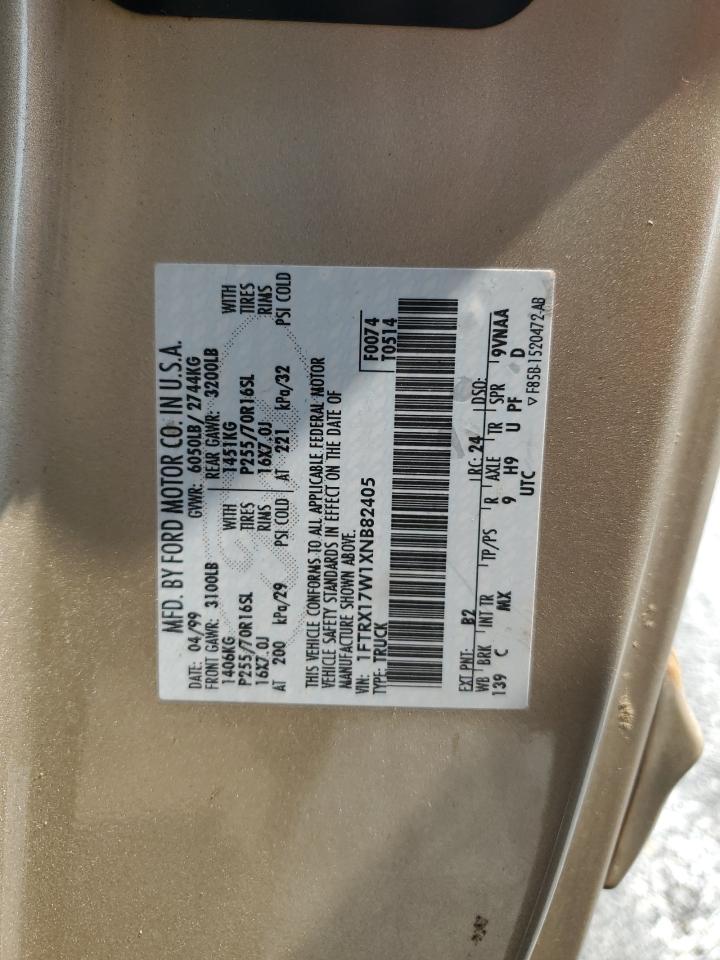 MFD. BY FORD MOTOR CO. IN U.S.A.
DATE: 04/99 GVWR: 6050LB/ 2744KG
FRONT GAWR: 3100LB REAR GAWR: 3200LB
1406KG WITH 1451KG WITH
P255/70R16SL TIRES P255/70R16SL TIRES
16X7.0J RIMS 16X7.0J RIMS
AT 200 kPa/29 PSI COLD AT 221 kPa/32 PSI COLD
THIS VEHICLE CONFORMS TO ALL APPLICABLE FEDERAL MOTOR
VEHICLE SAFETY STANDARDS IN EFFECT ON THE DATE OF
MANUFACTURE SHOWN ABOVE.
VIN: 1FTRX17W1XNB82405 F0074
TYPE: TRUCK T0514
EXT PNT: B2 RC: 24 DSO:
WB BRK INT TR TP/PS R AXLE TR SPR 9VNAA
139 C MX 9 H9 U PF D
UTC
▽ F85B-1520472-AB